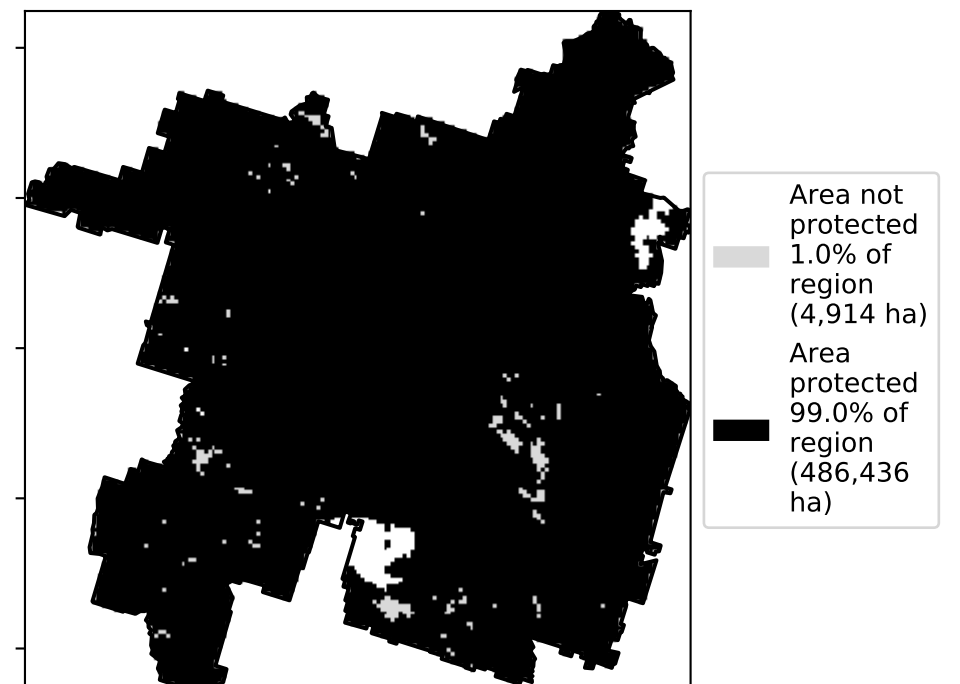 Area not
protected
1.0% of
region
(4,914 ha)
Area
protected
99.0% of
region
(486,436
ha)